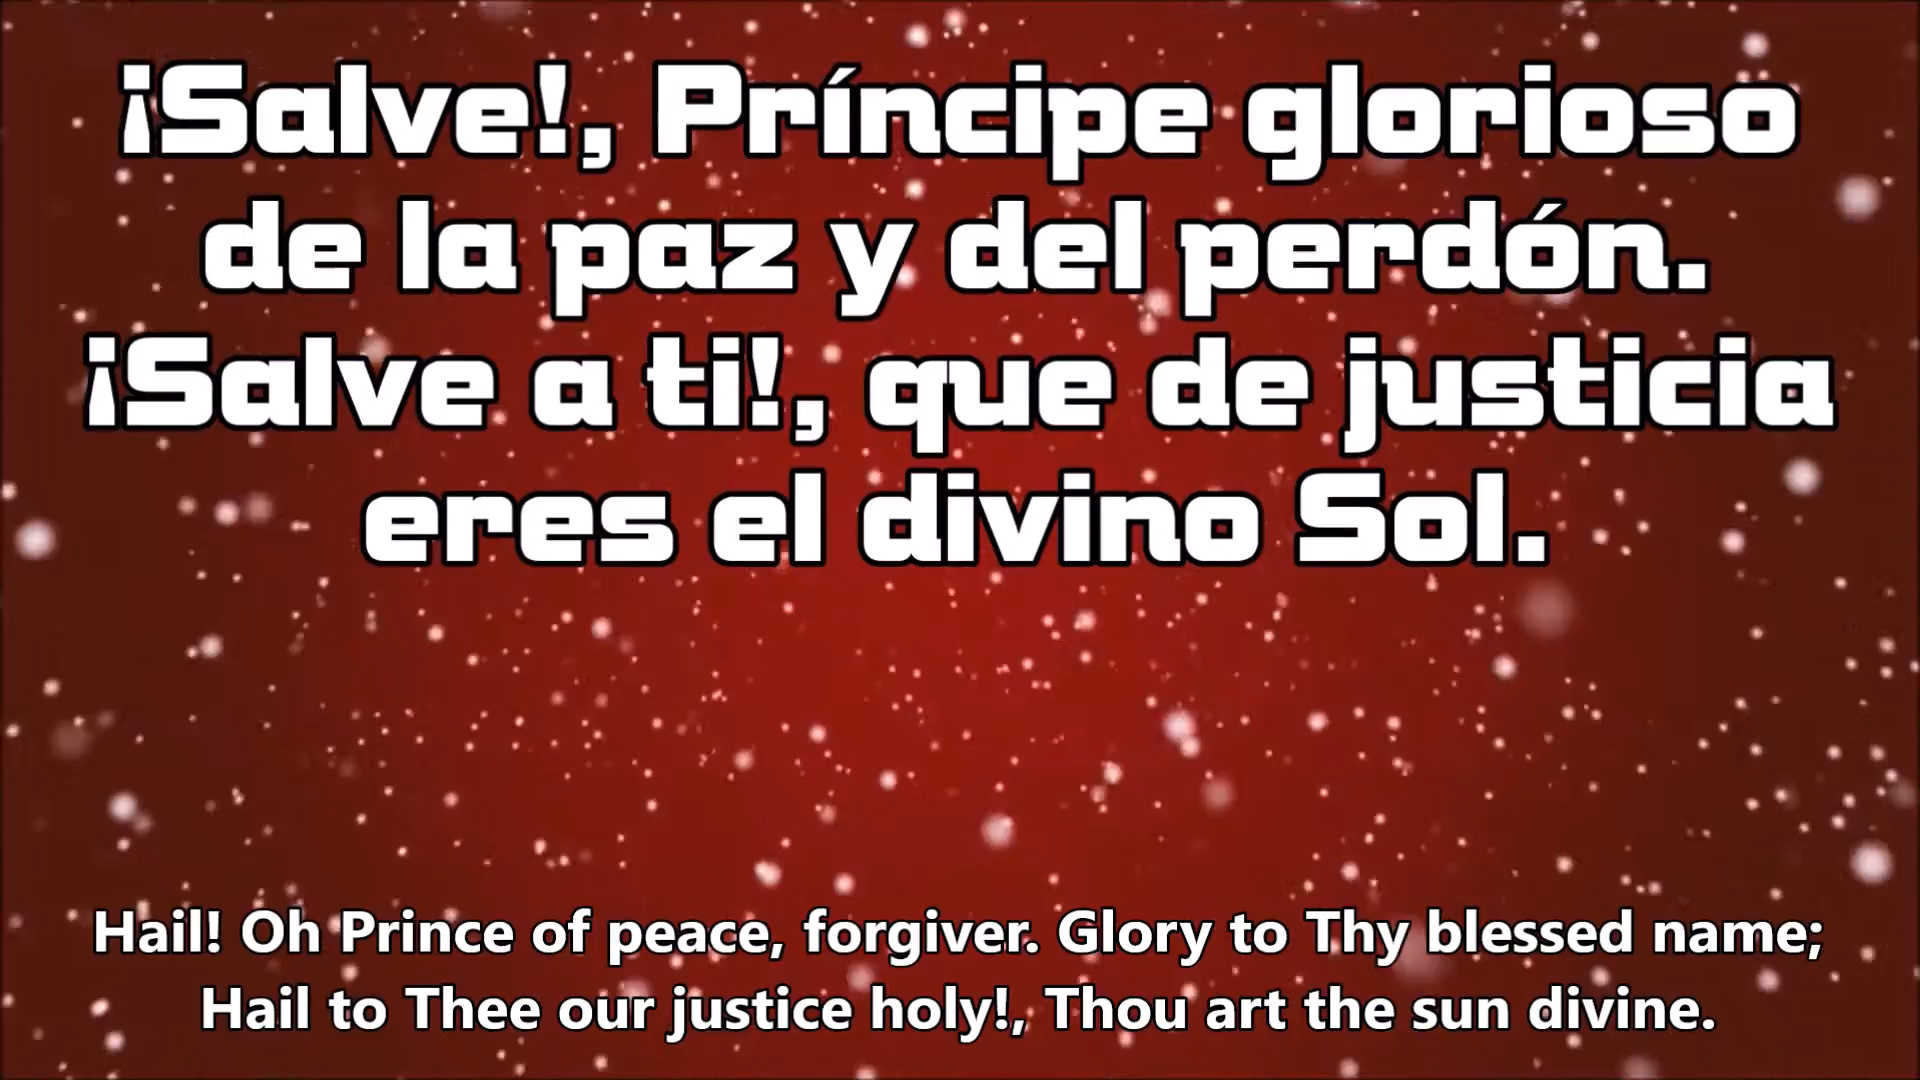 ¡Salve!, Príncipe glorioso
de la paz y del perdón.
¡Salve a ti!, que de justicia
eres el divino Sol.
Hail! Oh Prince of peace, forgiver. Glory to Thy blessed name;
Hail to Thee our justice holy!, Thou art the sun divine.